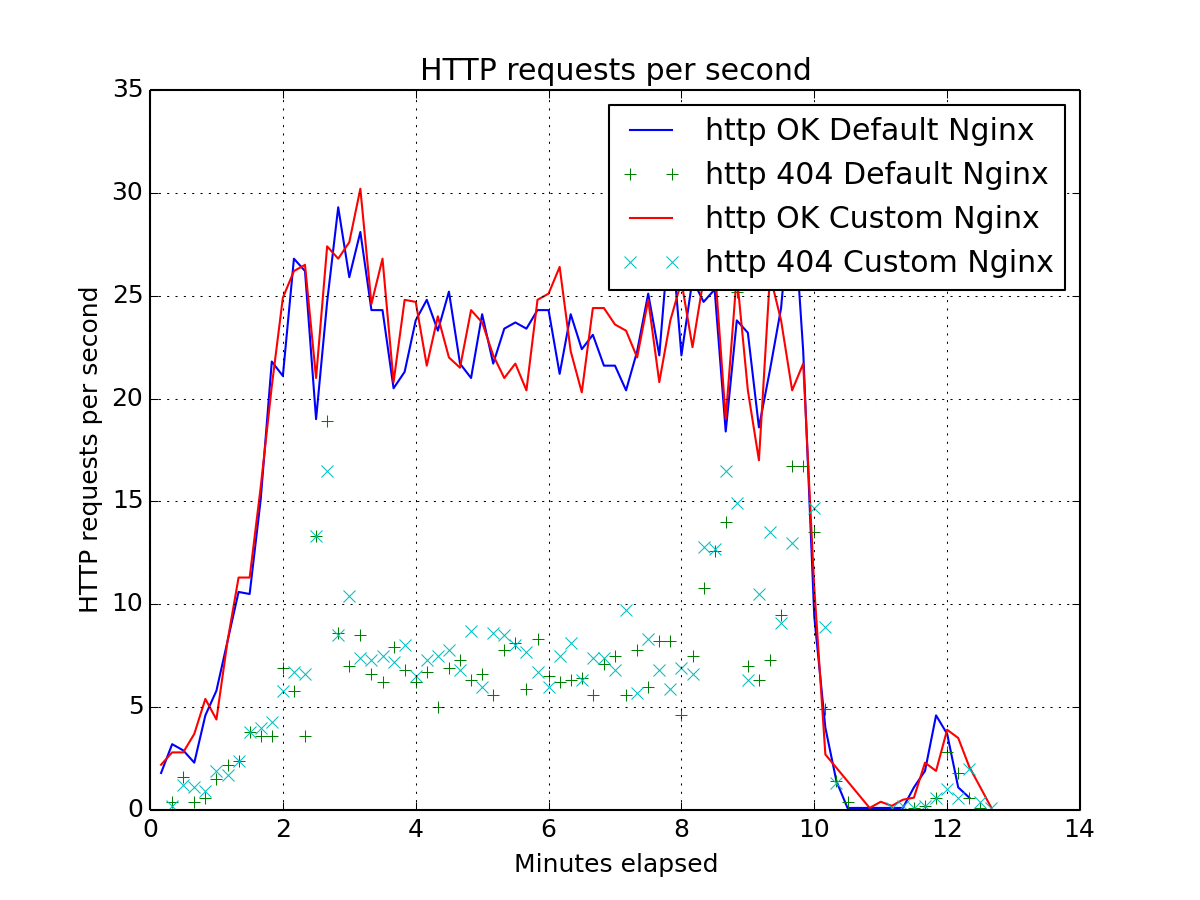 HTTP requests per second
35
30
25
20
15
10
5
0
HTTP requests per second
http OK Default Nginx
http 404 Default Nginx
http OK Custom Nginx
http 404 Custom Nginx
0 2 4 6 8 10 12 14
Minutes elapsed